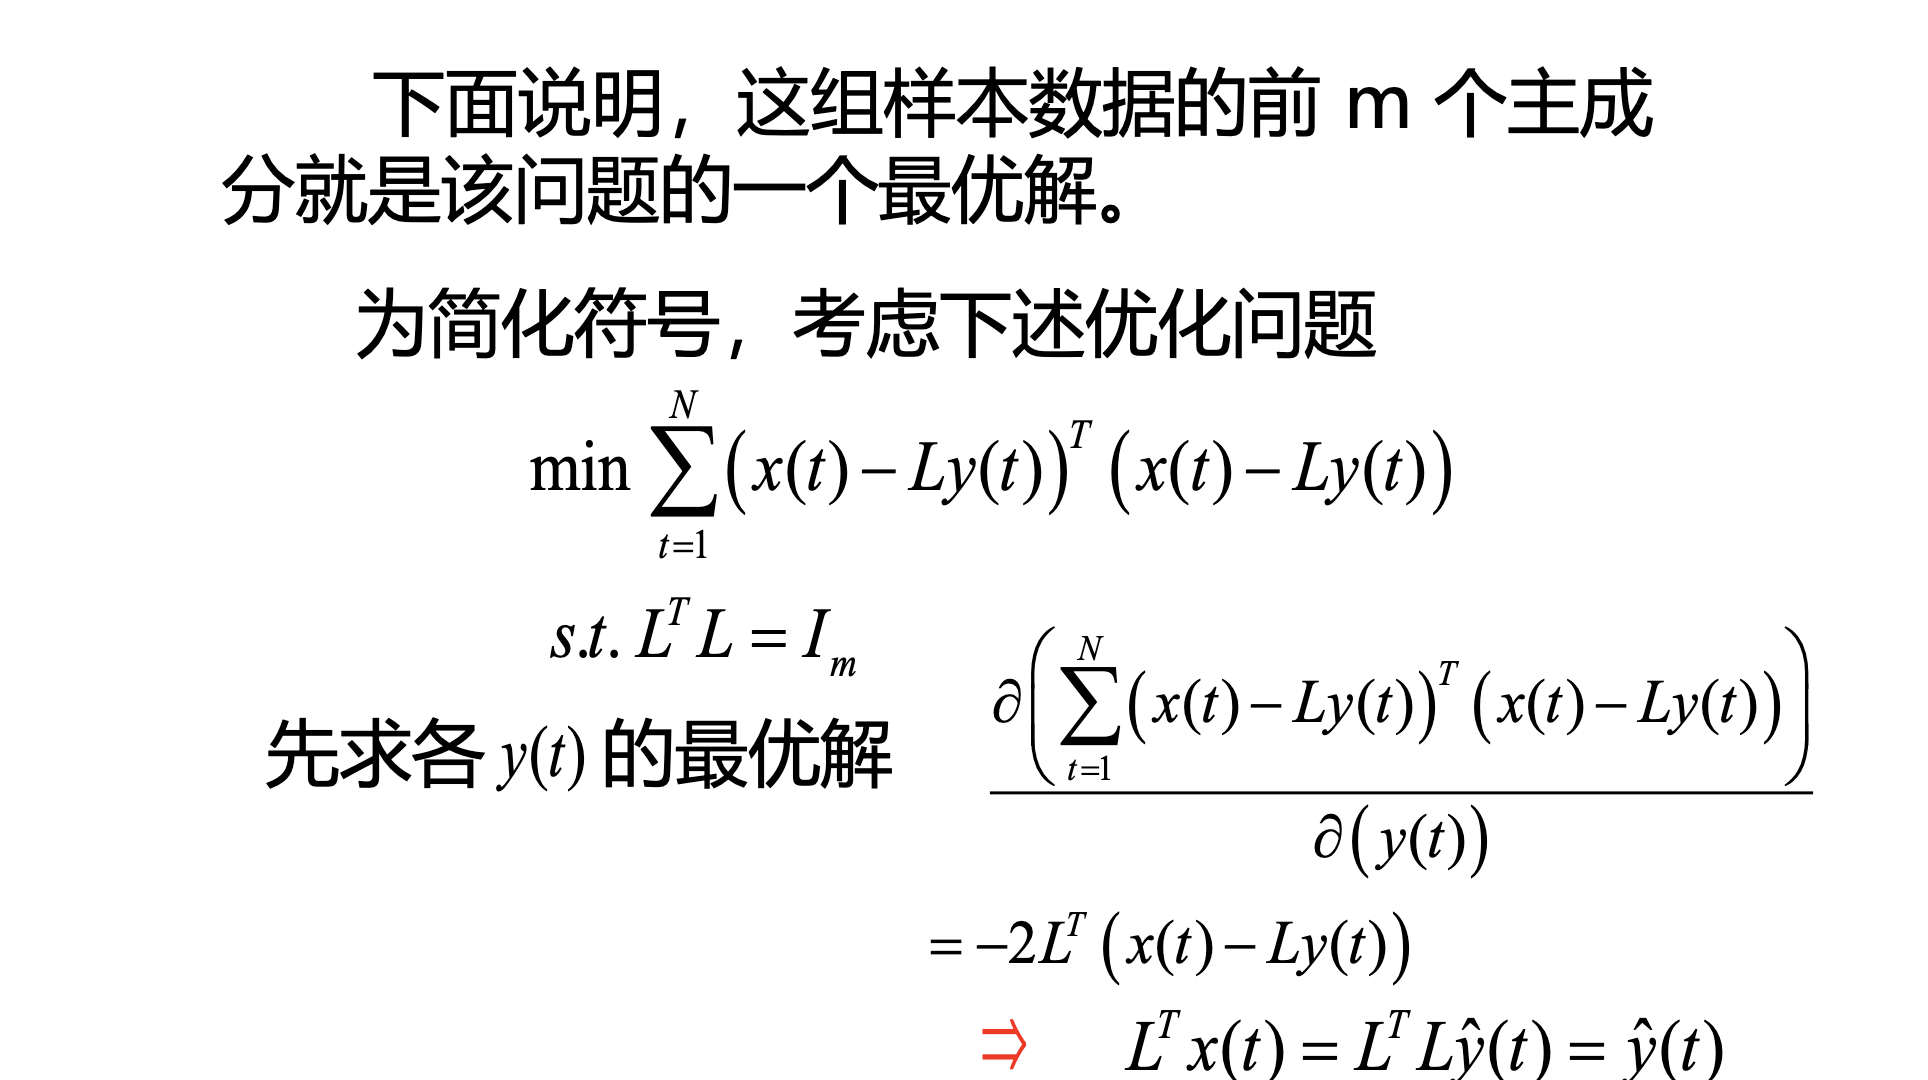 下面说明，这组样本数据的前 m 个主成
分就是该问题的一个最优解。
为简化符号，考虑下述优化问题
$\min \sum_{t=1}^{N} \left( x(t) - Ly(t) \right)^T \left( x(t) - Ly(t) \right)$
$s.t. L^T L = I_m$
先求各 $y(t)$ 的最优解
$\frac{\partial \left( \sum_{t=1}^{N} \left( x(t) - Ly(t) \right)^T \left( x(t) - Ly(t) \right) \right)}{\partial \left( y(t) \right)}$
$= -2L^T \left( x(t) - Ly(t) \right)$
$\Rightarrow L^T x(t) = L^T L\hat{y}(t) = \hat{y}(t)$